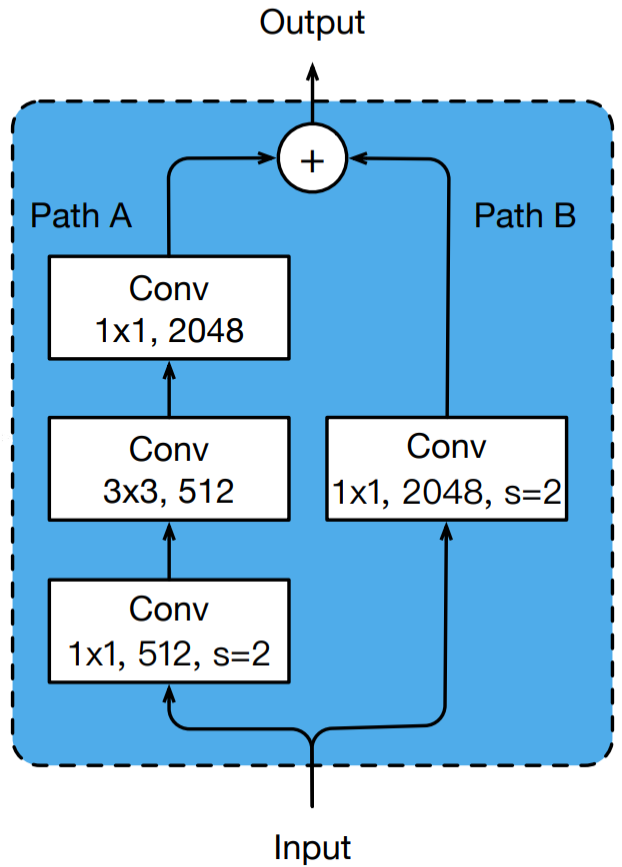 Output
+
Path A
Path B
Conv
1x1, 2048
Conv
3x3, 512
Conv
1x1, 2048, s=2
Conv
1x1, 512, s=2
Input